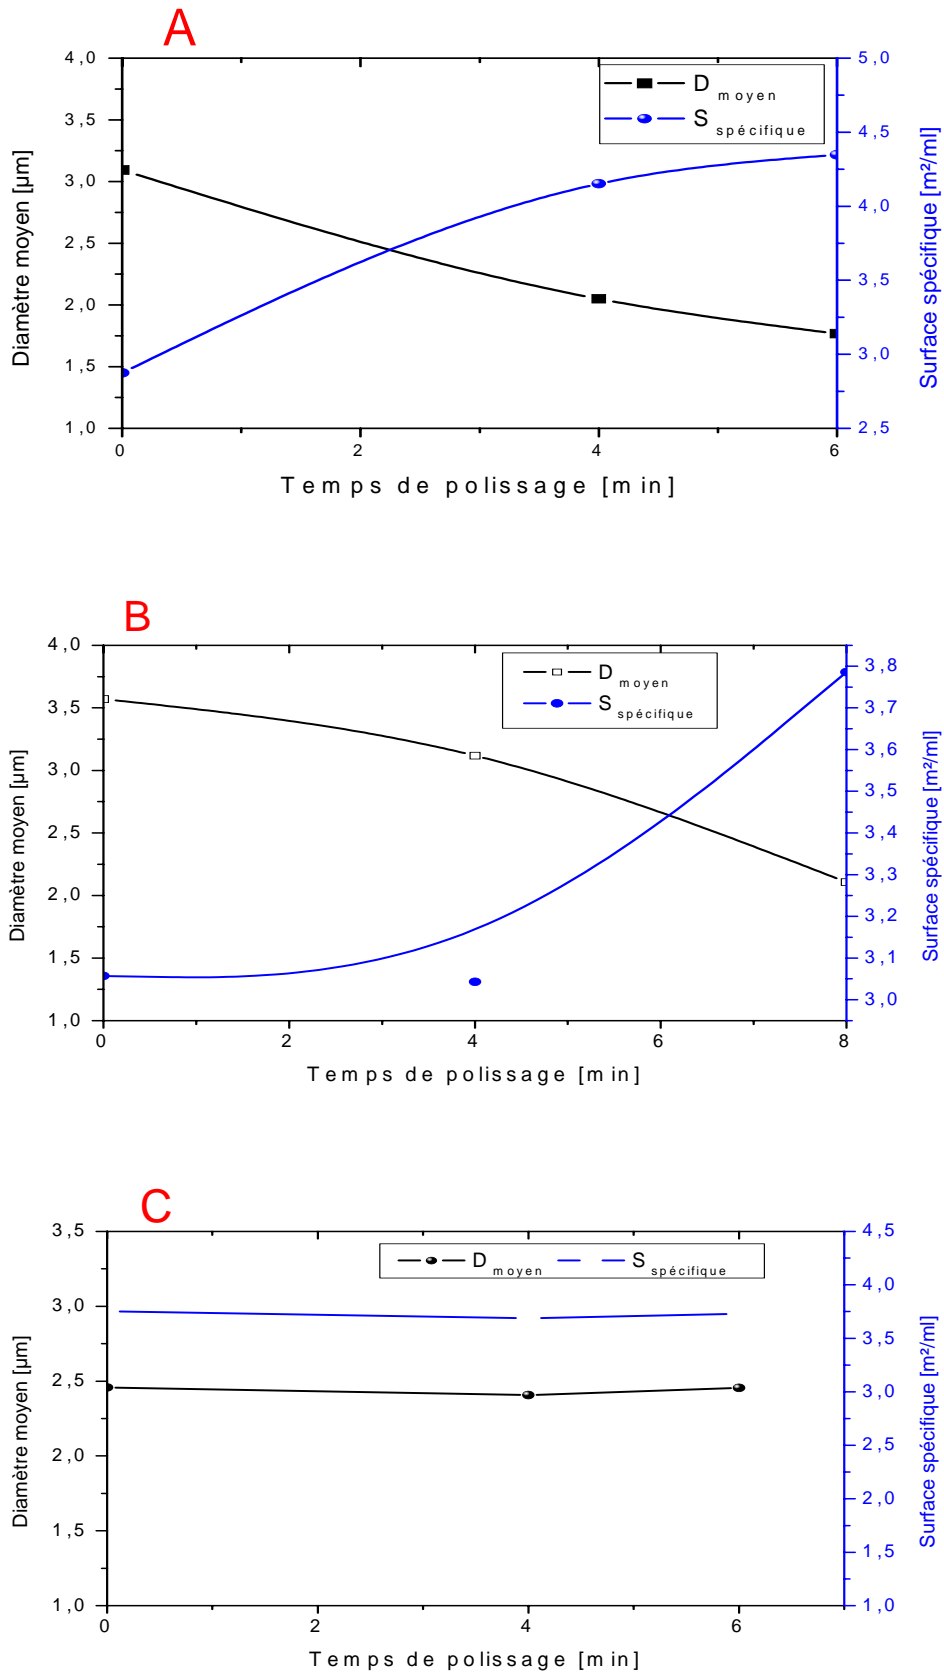 A
4,0
3,5
3,0
2,5
2,0
1,5
1,0
Diamètre moyen [µm]
D moyen
S spécifique
5,0
4,5
4,0
3,5
3,0
2,5
Surface spécifique [m²/ml]
0 2 4 6
Temps de polissage [min]
B
4,0
3,5
3,0
2,5
2,0
1,5
1,0
Diamètre moyen [µm]
D moyen
S spécifique
3,8
3,7
3,6
3,5
3,4
3,3
3,2
3,1
3,0
Surface spécifique [m²/ml]
0 2 4 6 8
Temps de polissage [min]
C
3,5
3,0
2,5
2,0
1,5
1,0
Diamètre moyen [µm]
D moyen S spécifique
4,5
4,0
3,5
3,0
2,5
2,0
1,5
1,0
Surface spécifique [m²/ml]
0 2 4 6
Temps de polissage [min]